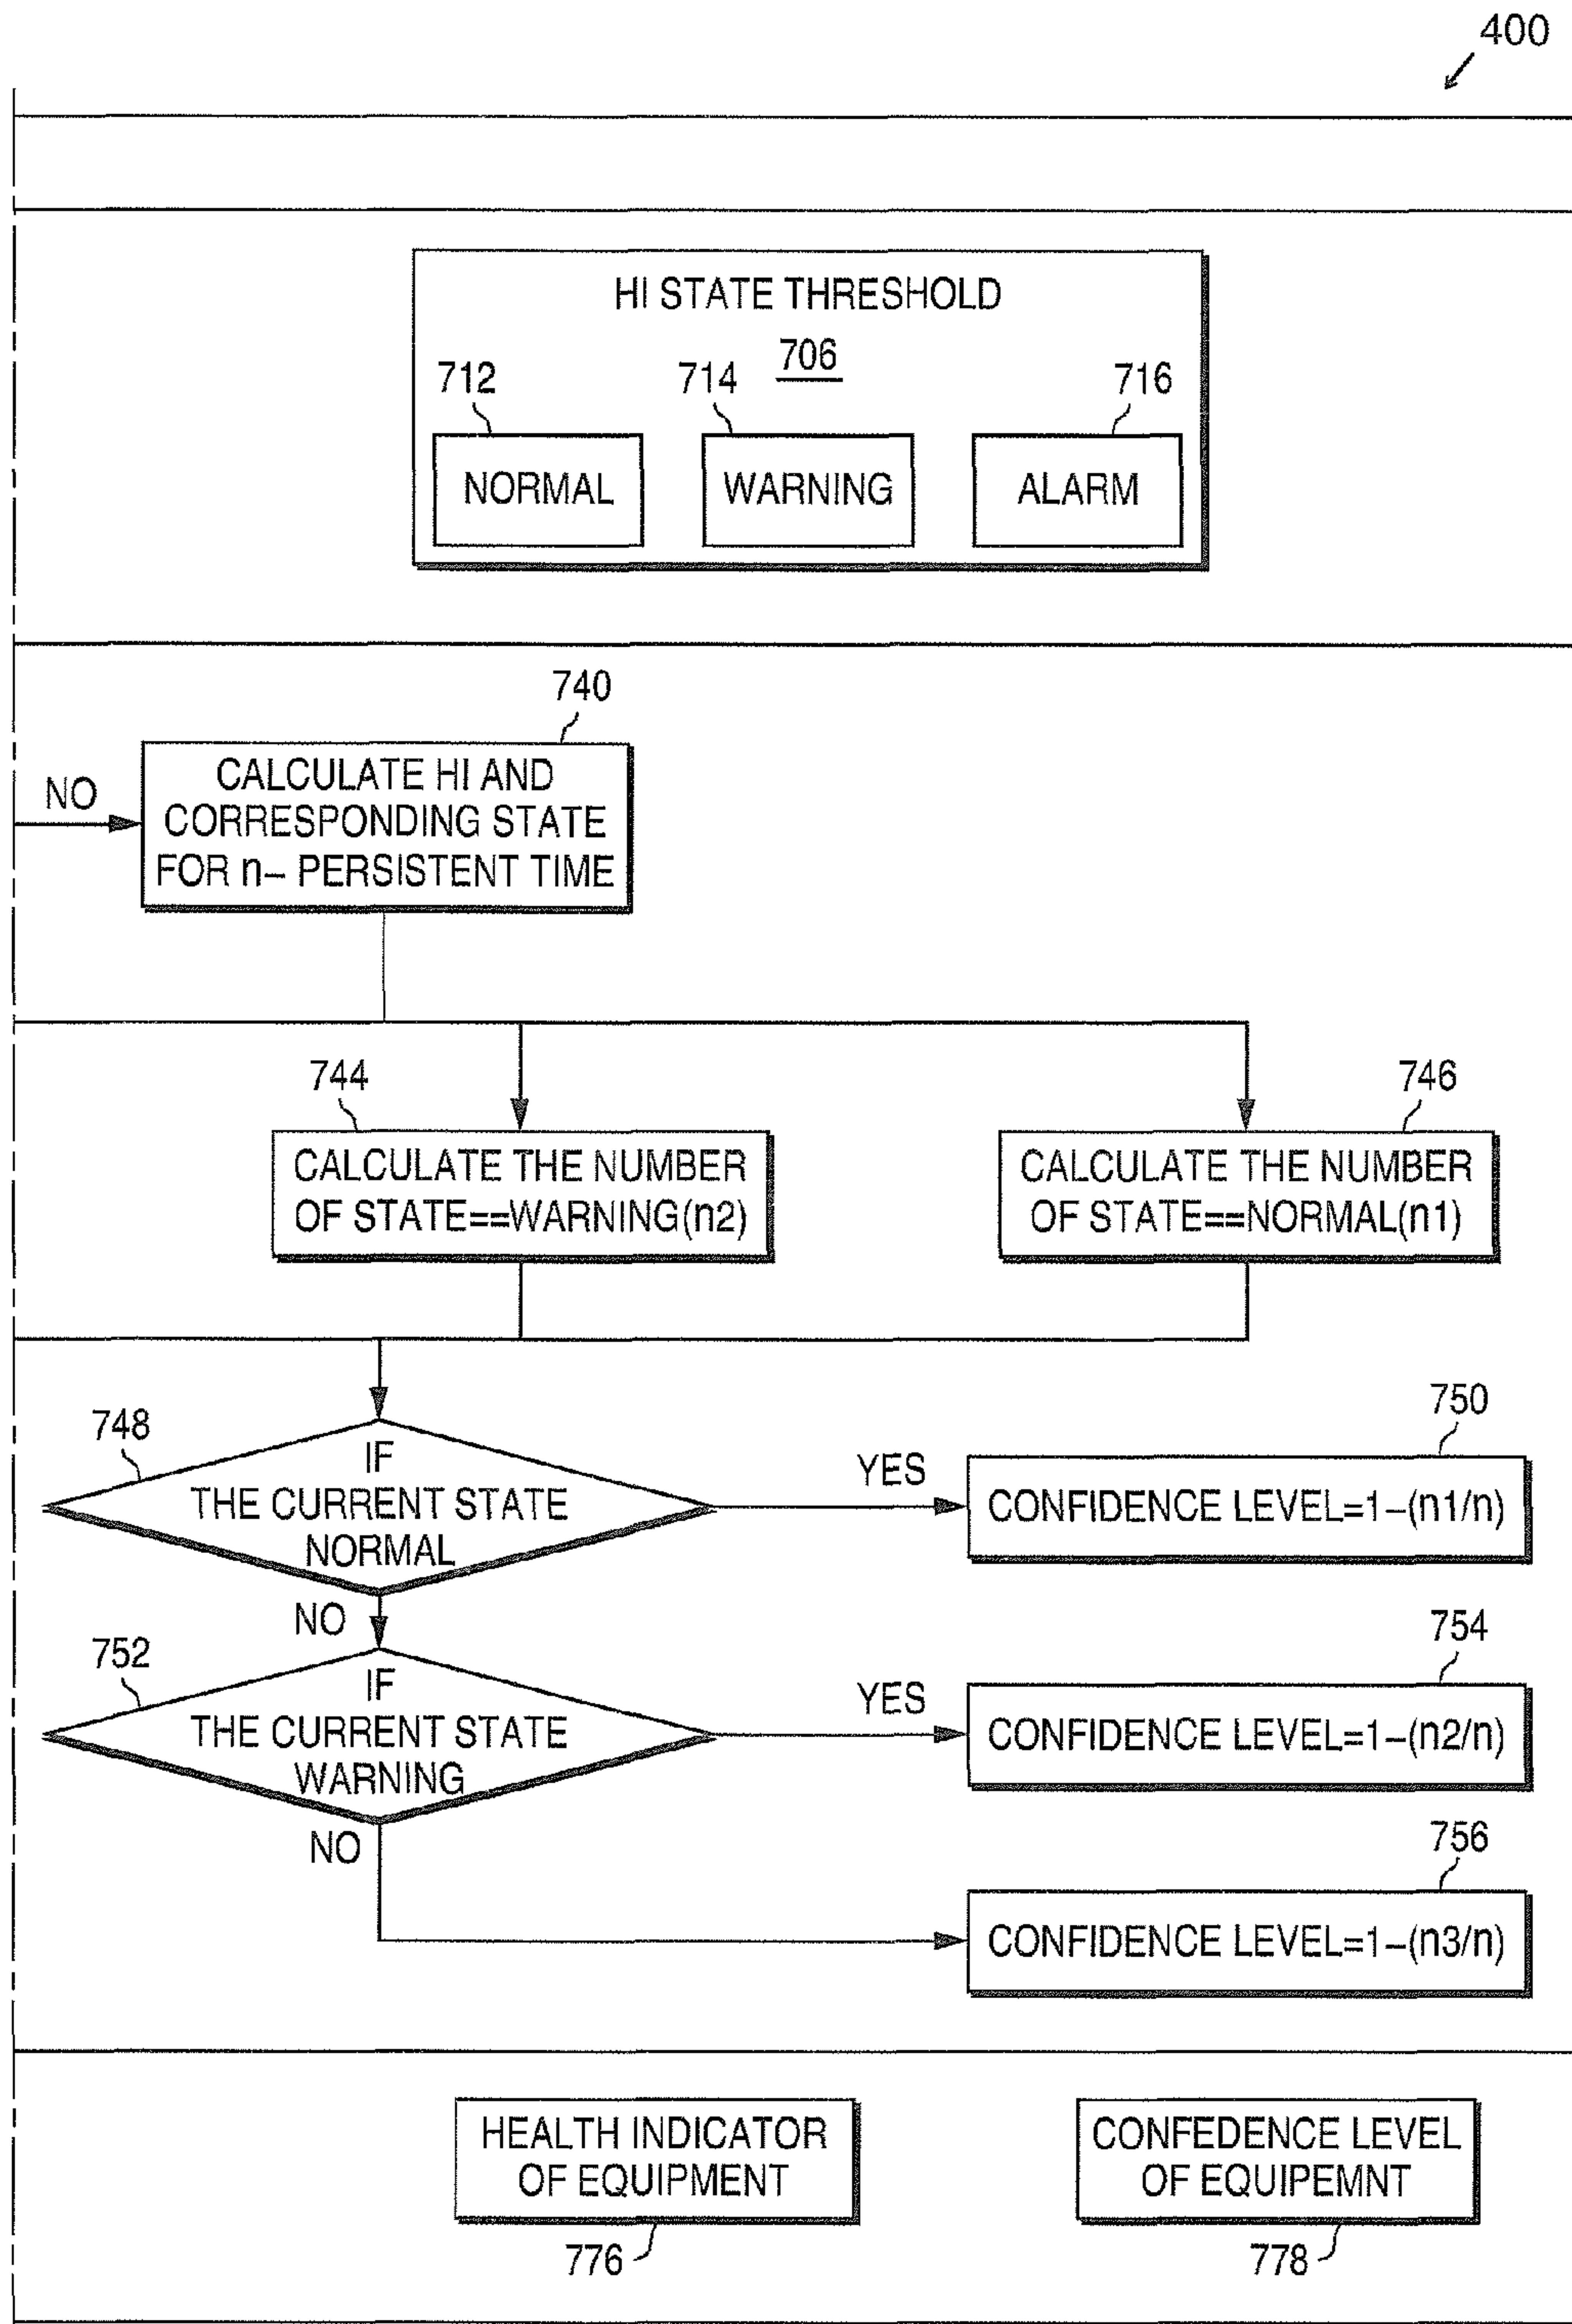 400
HI STATE THRESHOLD
706
712
714
716
NORMAL
WARNING
ALARM
740
NO
CALCULATE HI AND
CORRESPONDING STATE
FOR n– PERSISTENT TIME
744
746
CALCULATE THE NUMBER
OF STATE==WARNING(n2)
CALCULATE THE NUMBER
OF STATE==NORMAL(n1)
748
IF
THE CURRENT STATE
NORMAL
YES
750
CONFIDENCE LEVEL=1–(n1/n)
NO
752
IF
THE CURRENT STATE
WARNING
YES
754
CONFIDENCE LEVEL=1–(n2/n)
NO
756
CONFIDENCE LEVEL=1–(n3/n)
HEALTH INDICATOR
OF EQUIPMENT
776
CONFEDENCE LEVEL
OF EQUIPEMNT
778